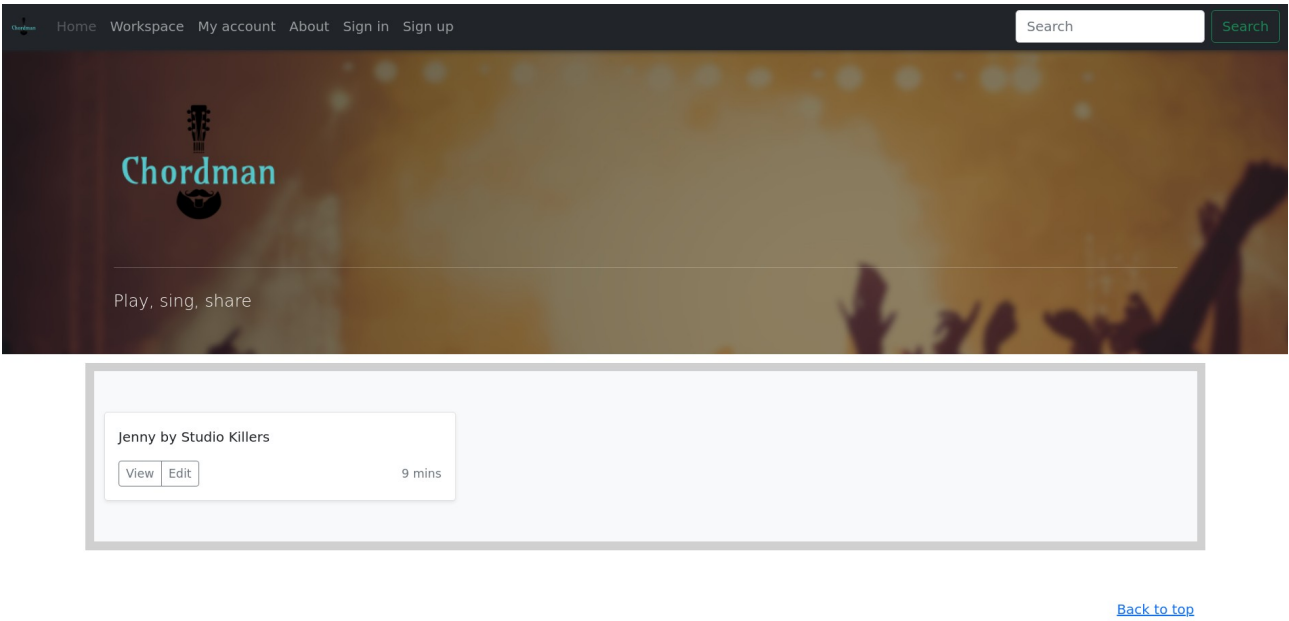 Chordman Home Workspace My account About Sign in Sign up Search Search
Chordman
Play, sing, share
Jenny by Studio Killers
View Edit 9 mins
Back to top